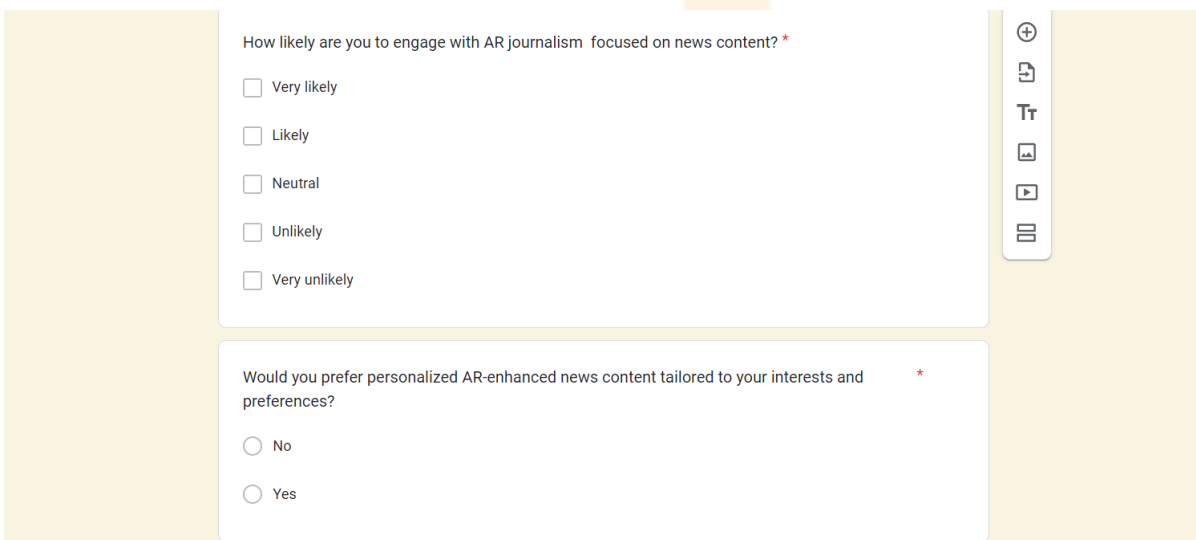 How likely are you to engage with AR journalism  focused on news content? *
Very likely
Likely
Neutral
Unlikely
Very unlikely
Would you prefer personalized AR-enhanced news content tailored to your interests and *
preferences?
No
Yes
Tт